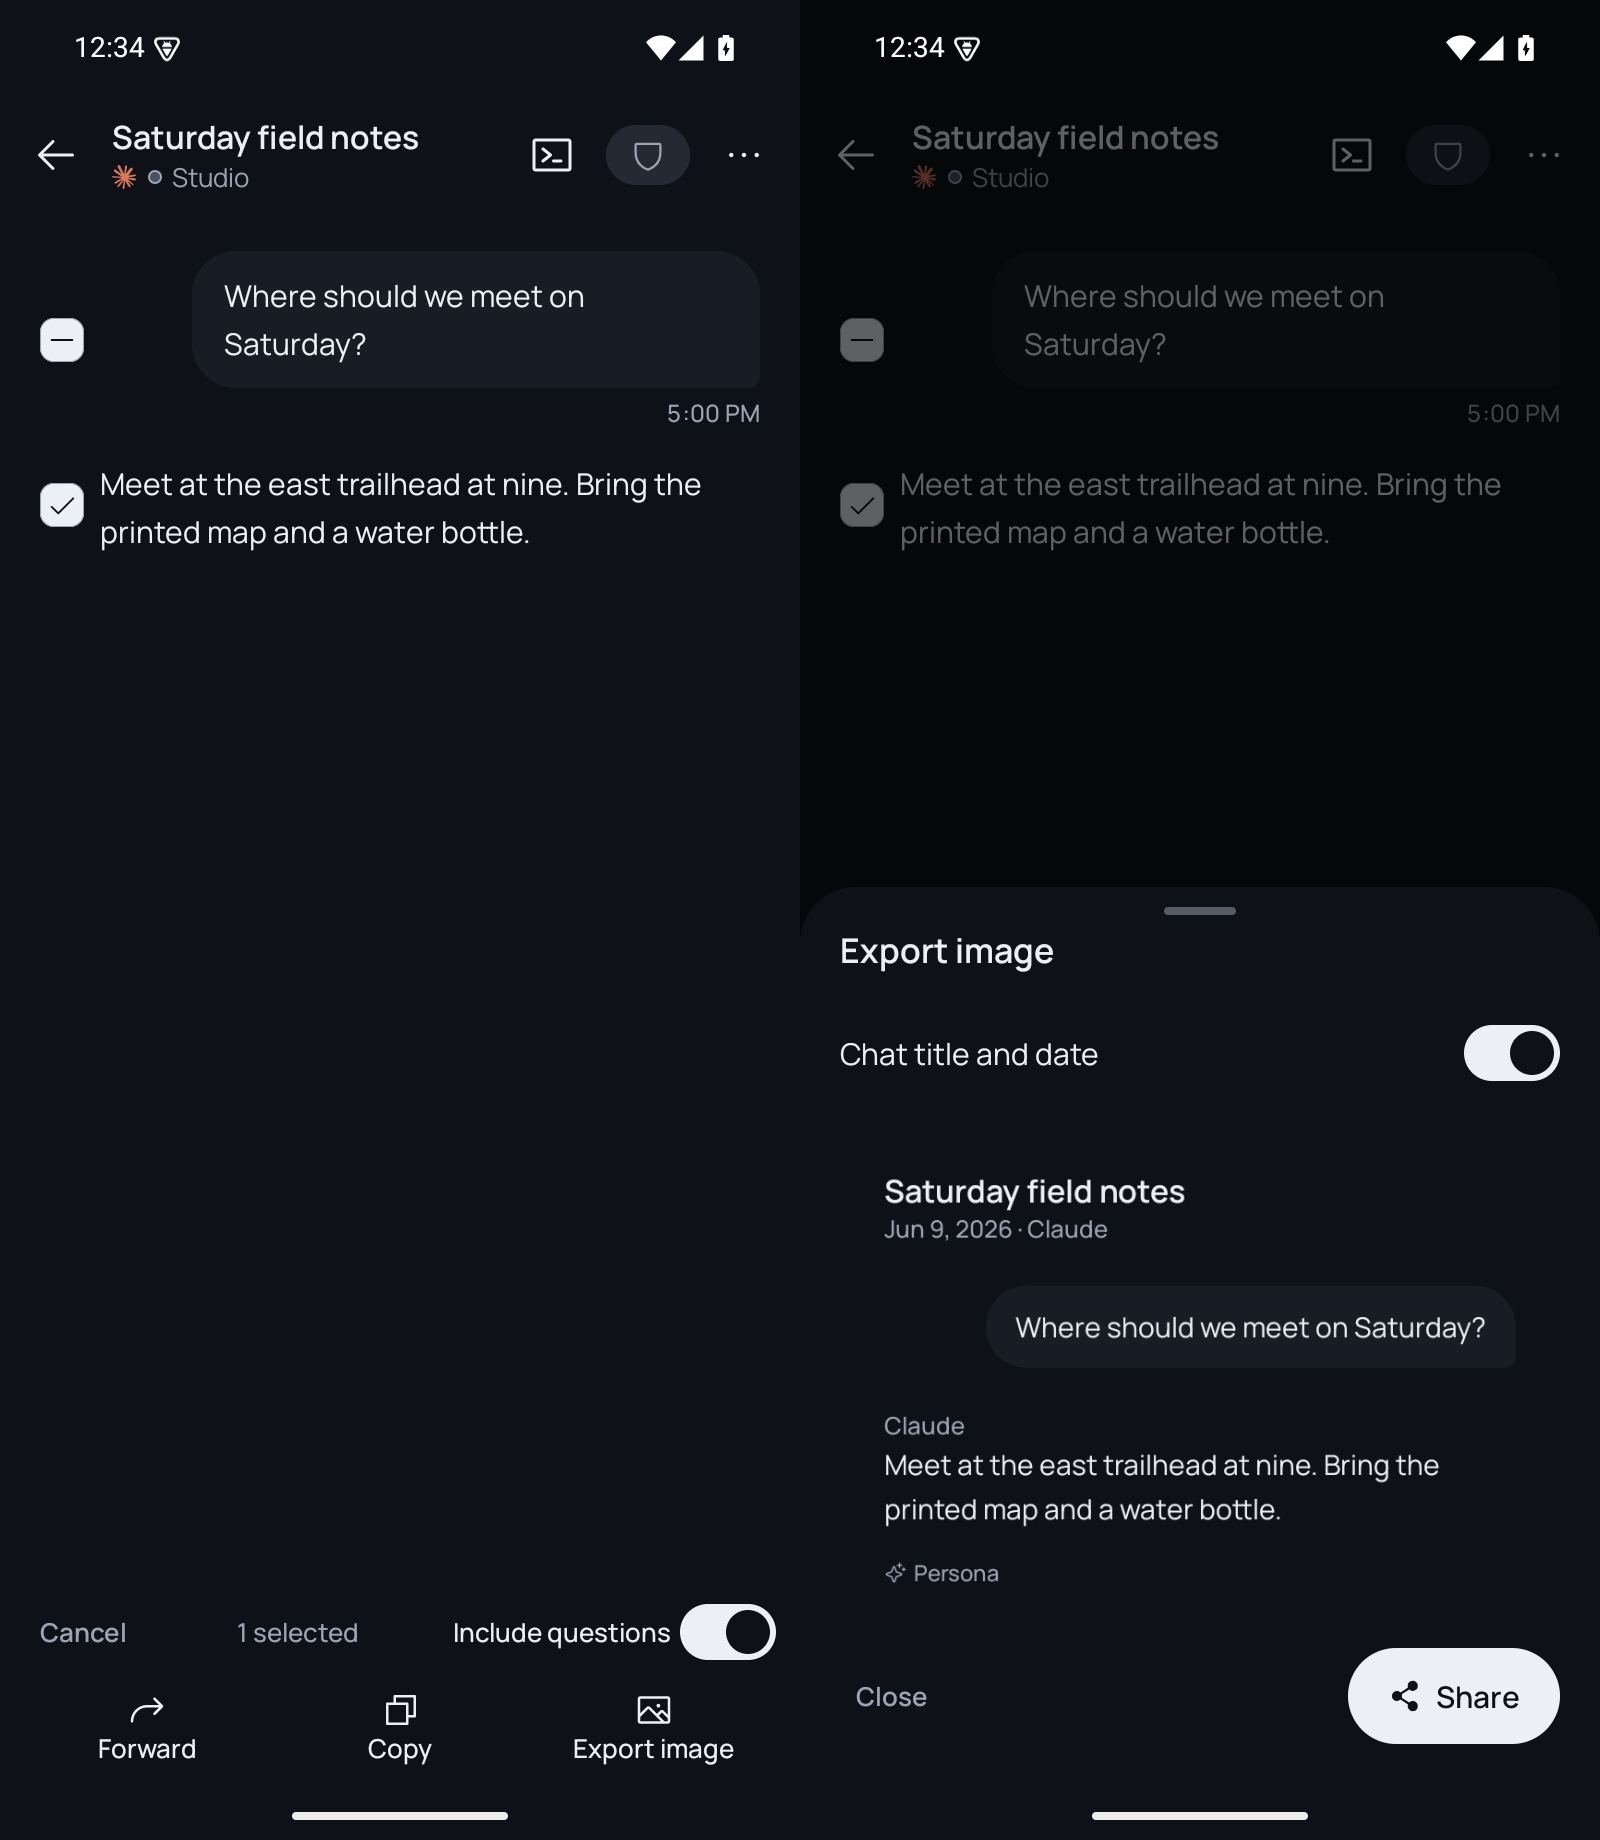 12:34
Saturday field notes
Studio
Where should we meet on
Saturday?
5:00 PM
Meet at the east trailhead at nine. Bring the
printed map and a water bottle.
Cancel
1 selected
Include questions
Forward
Copy
Export image
12:34
Saturday field notes
Studio
Where should we meet on
Saturday?
5:00 PM
Meet at the east trailhead at nine. Bring the
printed map and a water bottle.
Export image
Chat title and date
Saturday field notes
Jun 9, 2026 · Claude
Where should we meet on Saturday?
Claude
Meet at the east trailhead at nine. Bring the
printed map and a water bottle.
Persona
Close
Share